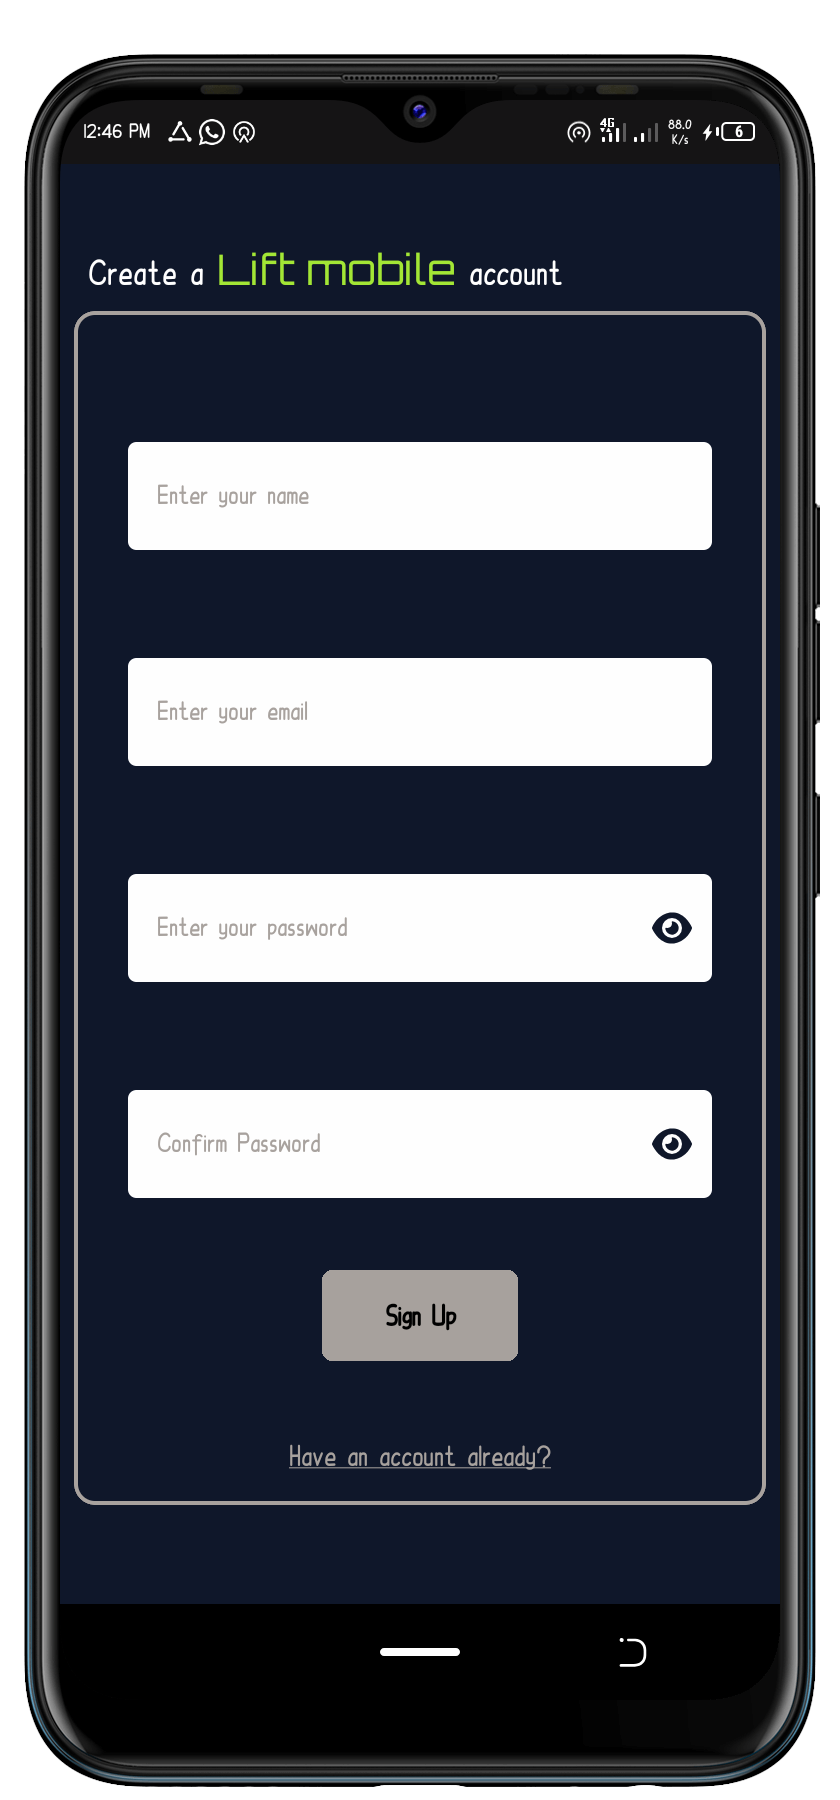 12:46 PM 4G 88.0 K/s 6
Create a Lift mobile account
Enter your name
Enter your email
Enter your password
Confirm Password
Sign Up
Have an account already?